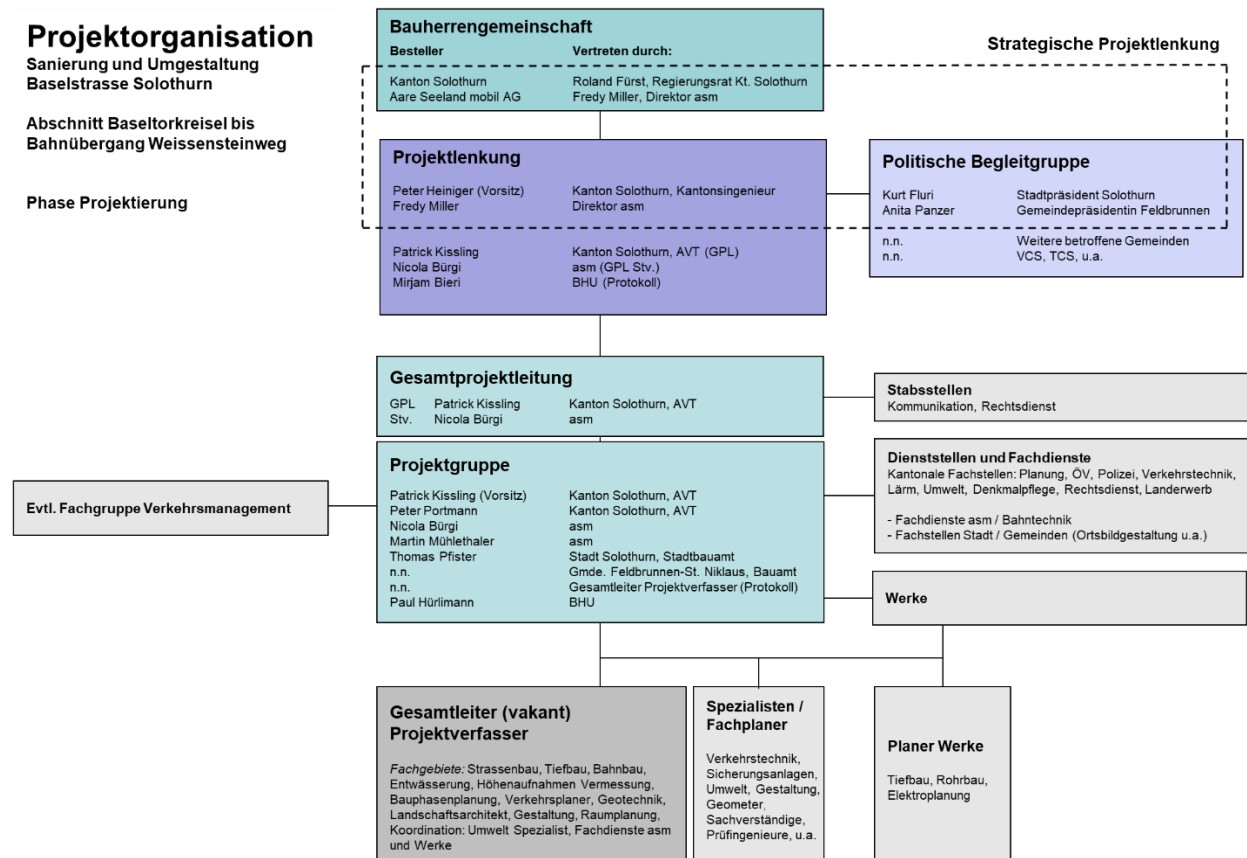 Projektorganisation
Sanierung und Umgestaltung
Baselstrasse Solothurn
Abschnitt Baseltorkreisel bis
Bahnübergang Weissensteinweg
Phase Projektierung
Bauherrengemeinschaft
Besteller Vertreten durch:
Kanton Solothurn Roland Fürst, Regierungsrat Kt. Solothurn
Aare Seeland mobil AG Fredy Miller, Direktor asm
Strategische Projektlenkung
Projektlenkung
Peter Heiniger (Vorsitz) Kanton Solothurn, Kantonsingenieur
Fredy Miller Direktor asm
Patrick Kissling Kanton Solothurn, AVT (GPL)
Nicola Bürgi asm (GPL Stv.)
Mirjam Bieri BHU (Protokoll)
Politische Begleitgruppe
Kurt Fluri Stadtpräsident Solothurn
Anita Panzer Gemeindepräsidentin Feldbrunnen
n.n. Weitere betroffene Gemeinden
n.n. VCS, TCS, u.a.
Gesamtprojektleitung
GPL Patrick Kissling Kanton Solothurn, AVT
Stv. Nicola Bürgi asm
Stabsstellen
Kommunikation, Rechtsdienst
Projektgruppe
Patrick Kissling (Vorsitz) Kanton Solothurn, AVT
Peter Portmann Kanton Solothurn, AVT
Nicola Bürgi asm
Martin Mühlethaler asm
Thomas Pfister Stadt Solothurn, Stadtbauamt
n.n. Gmde. Feldbrunnen-St. Niklaus, Bauamt
n.n. Gesamtleiter Projektverfasser (Protokoll)
Paul Hürlimann BHU
Evtl. Fachgruppe Verkehrsmanagement
Dienststellen und Fachdienste
Kantonale Fachstellen: Planung, ÖV, Polizei, Verkehrstechnik,
Lärm, Umwelt, Denkmalpflege, Rechtsdienst, Landerwerb
- Fachdienste asm / Bahntechnik
- Fachstellen Stadt / Gemeinden (Ortsbildgestaltung u.a.)
Werke
Gesamtleiter (vakant)
Projektverfasser
Fachgebiete: Strassenbau, Tiefbau, Bahnbau,
Entwässerung, Höhenaufnahmen Vermessung,
Bauphasenplanung, Verkehrsplaner, Geotechnik,
Landschaftsarchitekt, Gestaltung, Raumplanung,
Koordination: Umwelt Spezialist, Fachdienste asm
und Werke
Spezialisten /
Fachplaner
Verkehrstechnik,
Sicherungsanlagen,
Umwelt, Gestaltung,
Geometer,
Sachverständige,
Prüfingenieure, u.a.
Planer Werke
Tiefbau, Rohrbau,
Elektroplanung